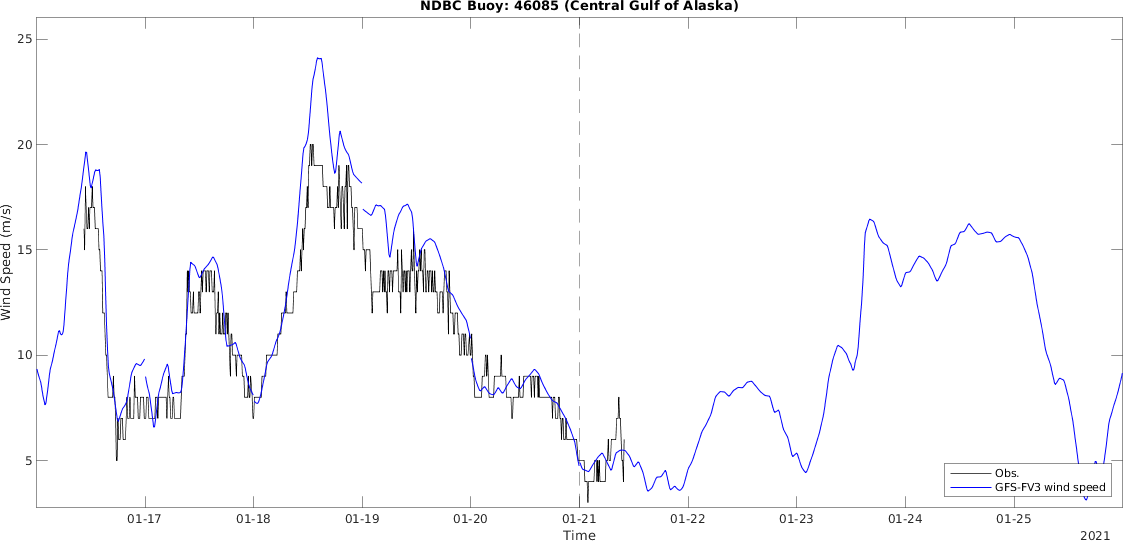 NDBC Buoy: 46085 (Central Gulf of Alaska)
25
20
15
10
5
Wind Speed (m/s)
01-17 01-18 01-19 01-20 01-21 01-22 01-23 01-24 01-25
Time
2021
Obs.
GFS-FV3 wind speed